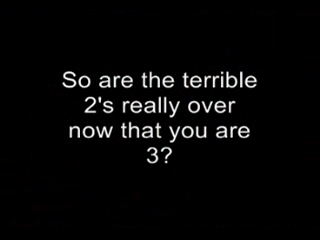 So are the terrible
2's really over
now that you are
3?